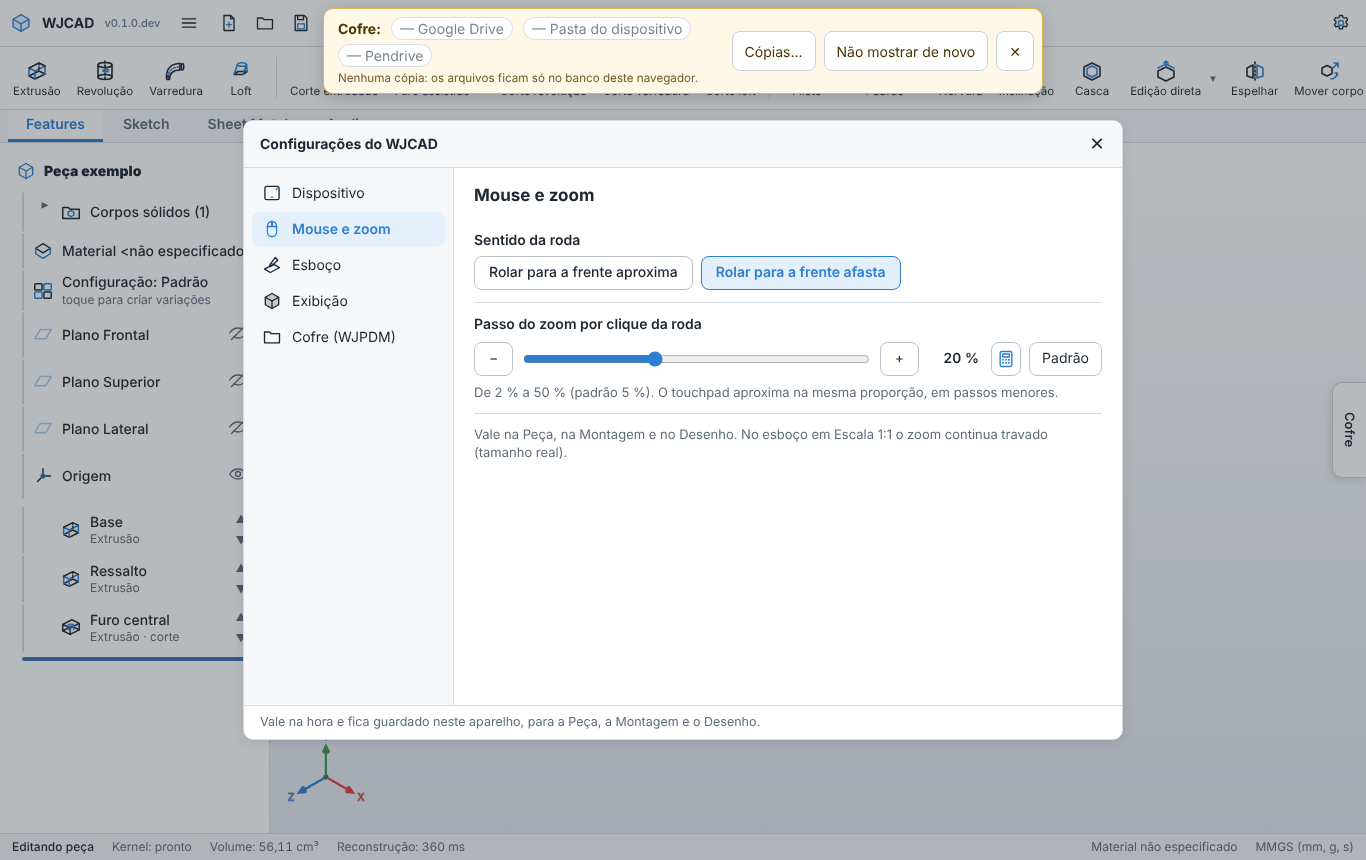 WJCAD v0.1.0.dev
Cofre: — Google Drive — Pasta do dispositivo
— Pendrive
Nenhuma cópia: os arquivos ficam só no banco deste navegador.
Cópias...
Não mostrar de novo
×
Extrusão
Revolução
Varredura
Loft
Casca
Edição direta
Espelhar
Mover corpo
Features
Sketch
Peça exemplo
Corpos sólidos (1)
Material <não especificado
Configuração: Padrão
toque para criar variações
Plano Frontal
Plano Superior
Plano Lateral
Origem
Base
Extrusão
Ressalto
Extrusão
Furo central
Extrusão · corte
Configurações do WJCAD
Dispositivo
Mouse e zoom
Esboço
Exibição
Cofre (WJPDM)
Mouse e zoom
Sentido da roda
Rolar para a frente aproxima
Rolar para a frente afasta
Passo do zoom por clique da roda
− + 20 % Padrão
De 2 % a 50 % (padrão 5 %). O touchpad aproxima na mesma proporção, em passos menores.
Vale na Peça, na Montagem e no Desenho. No esboço em Escala 1:1 o zoom continua travado
(tamanho real).
Vale na hora e fica guardado neste aparelho, para a Peça, a Montagem e o Desenho.
Cofre
Z X
Editando peça Kernel: pronto Volume: 56,11 cm³ Reconstrução: 360 ms
Material não especificado MMGS (mm, g, s)